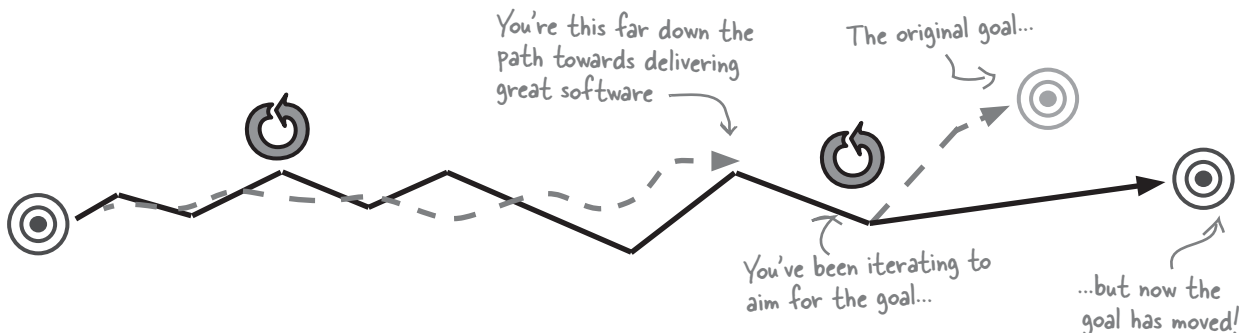 You're this far down the
path towards delivering
great software
The original goal...
You've been iterating to
aim for the goal...
...but now the
goal has moved!